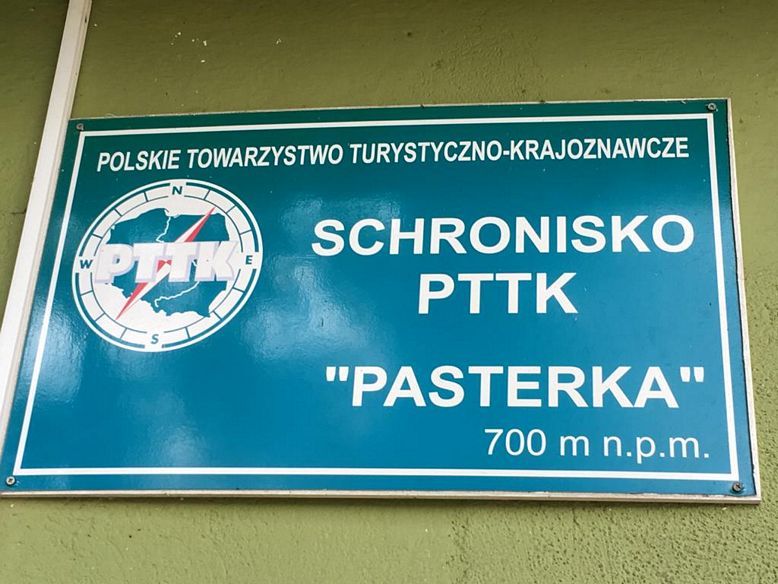 POLSKIE TOWARZYSTWO TURYSTYCZNO-KRAJOZNAWCZE
N
W PTTK E
S
SCHRONISKO
PTTK
"PASTERKA"
700 m n.p.m.